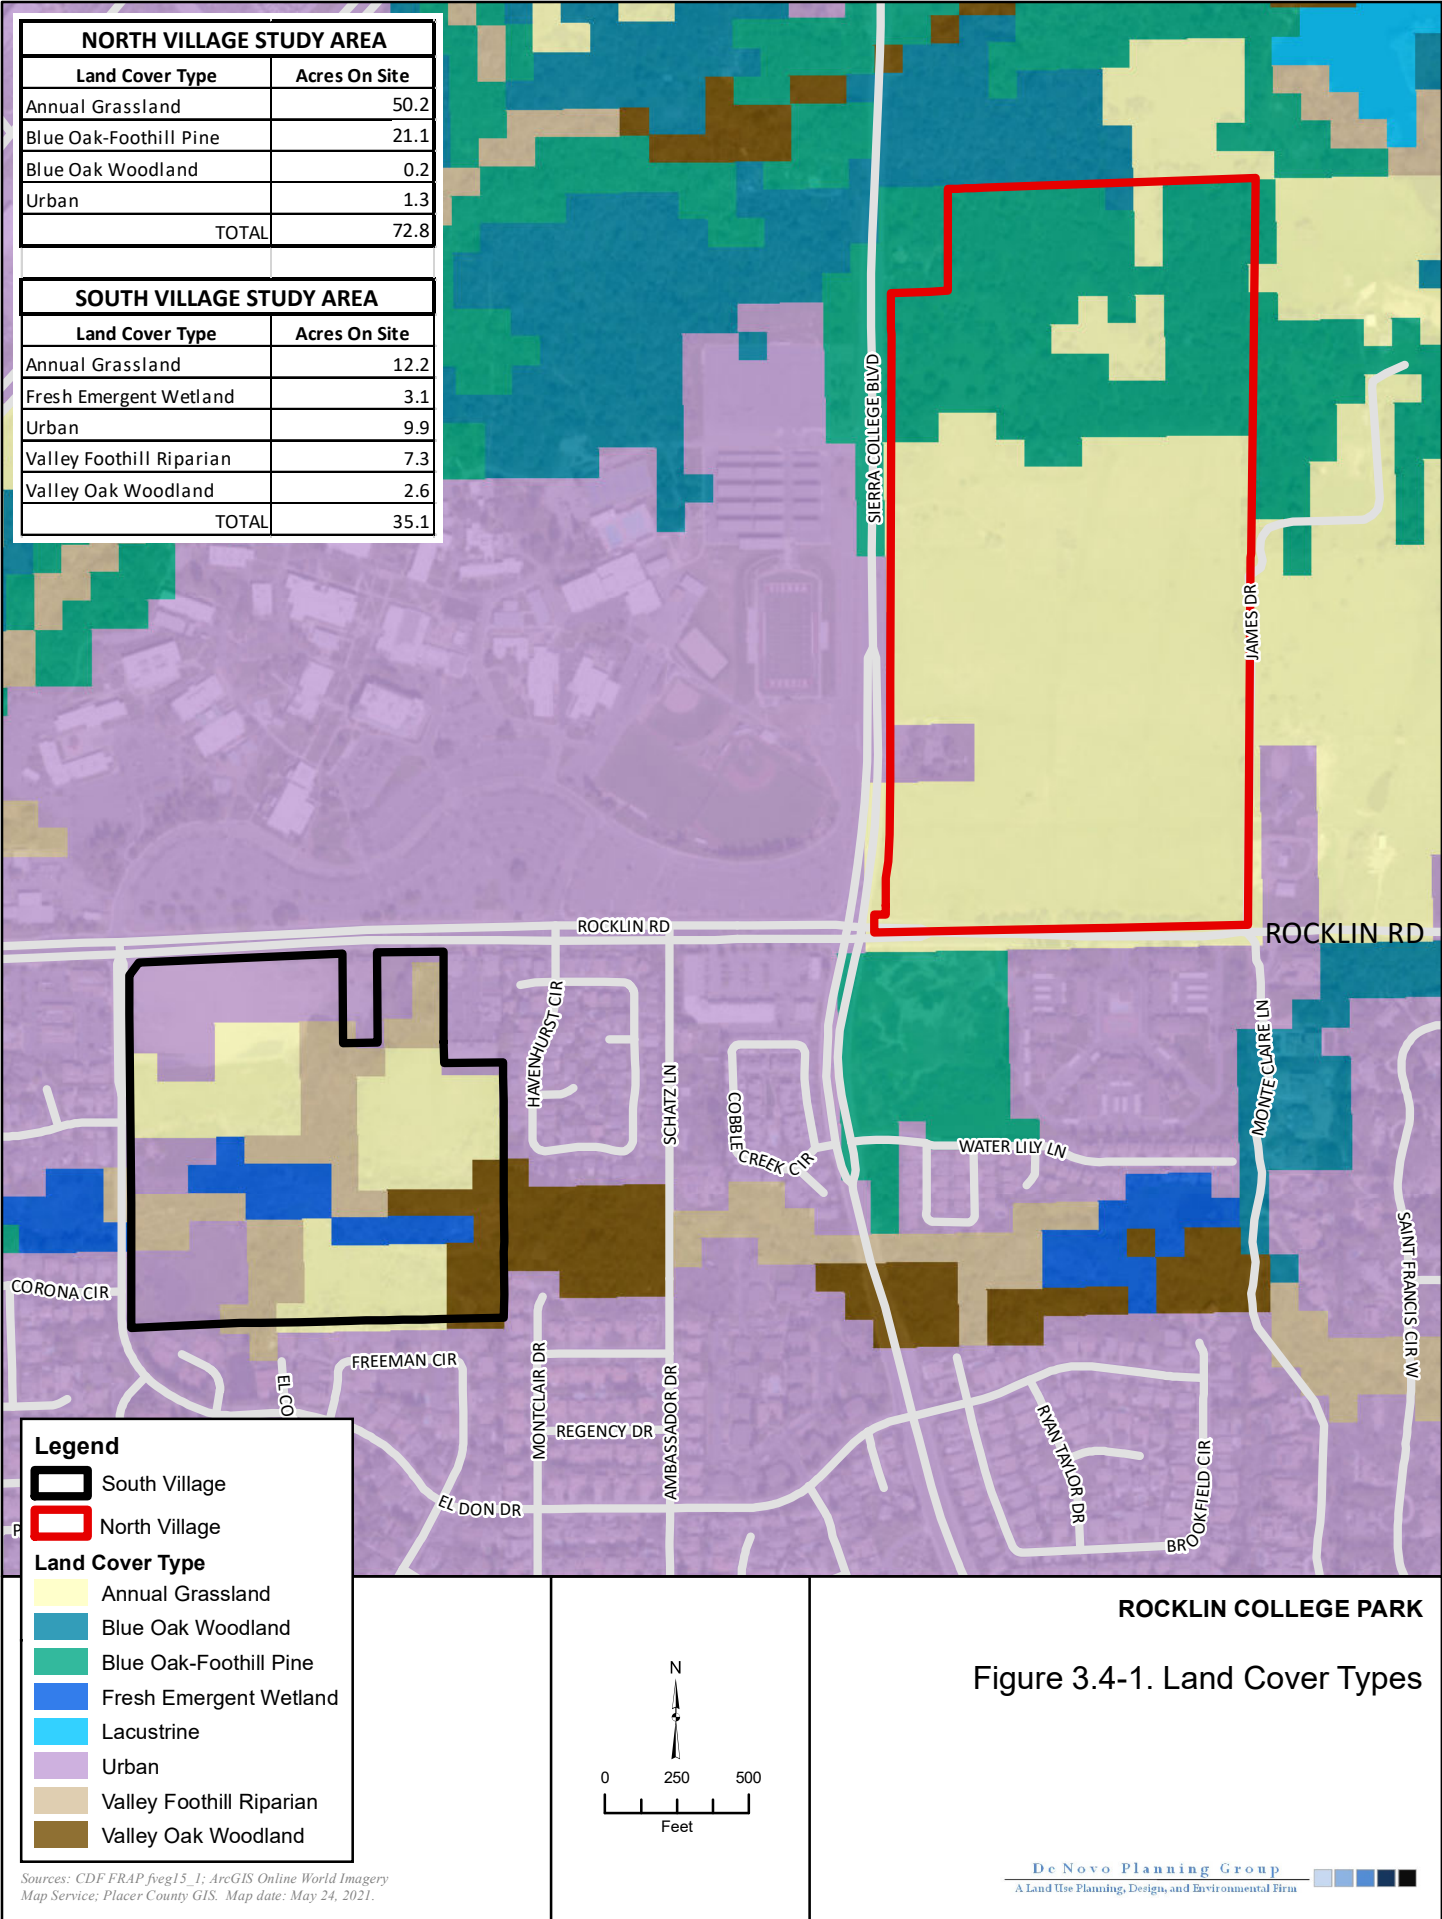 NORTH VILLAGE STUDY AREA
Land Cover Type Acres On Site
Annual Grassland 50.2
Blue Oak-Foothill Pine 21.1
Blue Oak Woodland 0.2
Urban 1.3
TOTAL 72.8
SOUTH VILLAGE STUDY AREA
Land Cover Type Acres On Site
Annual Grassland 12.2
Fresh Emergent Wetland 3.1
Urban 9.9
Valley Foothill Riparian 7.3
Valley Oak Woodland 2.6
TOTAL 35.1
SIERRA COLLEGE BLVD
JAMES DR
ROCKLIN RD
ROCKLIN RD
HAVENHURST CIR
SCHATZ LN
COBBLE CREEK CIR
WATER LILY LN
MONTE CLAIRE LN
SAINT FRANCIS CIR W
CORONA CIR
FREEMAN CIR
EL CO
MONTCLAIR DR
REGENCY DR
AMBASSADOR DR
EL DON DR
RYAN TAYLOR DR
BROOKFIELD CIR
P
Legend
South Village
North Village
Land Cover Type
Annual Grassland
Blue Oak Woodland
Blue Oak-Foothill Pine
Fresh Emergent Wetland
Lacustrine
Urban
Valley Foothill Riparian
Valley Oak Woodland
Sources: CDF FRAP fveg15_1; ArcGIS Online World Imagery
Map Service; Placer County GIS. Map date: May 24, 2021.
N
0 250 500
Feet
ROCKLIN COLLEGE PARK
Figure 3.4-1. Land Cover Types
De Novo Planning Group
A Land Use Planning, Design, and Environmental Firm